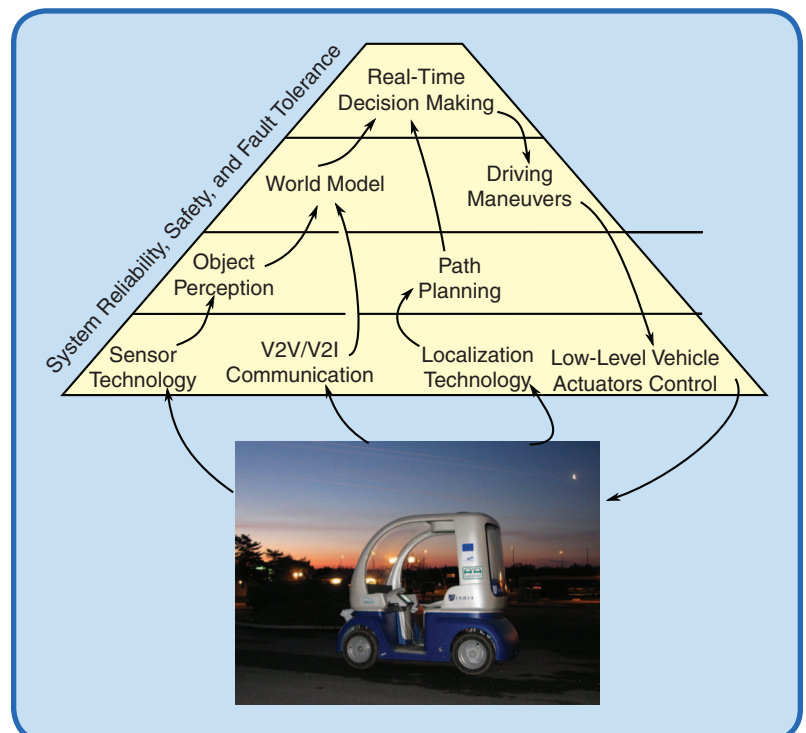 System Reliability, Safety, and Fault Tolerance
Real-Time
Decision Making
World Model
Driving
Maneuvers
Object
Perception
Path
Planning
Sensor
Technology
V2V/V2I
Communication
Localization
Technology
Low-Level Vehicle
Actuators Control
INRIA